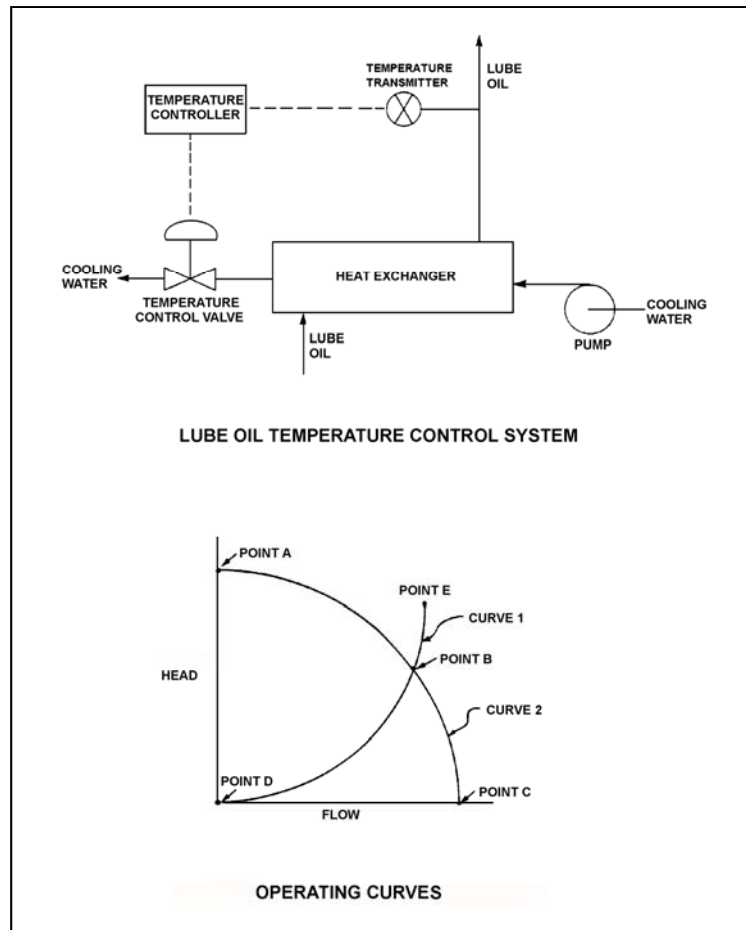 TEMPERATURE
TRANSMITTER
LUBE
OIL
TEMPERATURE
CONTROLLER
COOLING
WATER
TEMPERATURE
CONTROL VALVE
HEAT EXCHANGER
LUBE
OIL
COOLING
WATER
PUMP
LUBE OIL TEMPERATURE CONTROL SYSTEM
POINT A
POINT E
CURVE 1
POINT B
HEAD
CURVE 2
POINT D
POINT C
FLOW
OPERATING CURVES